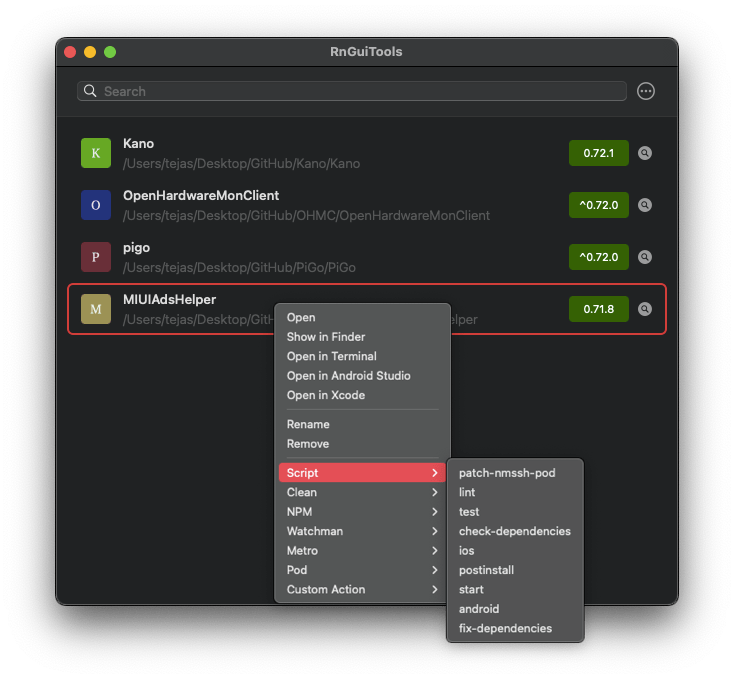 RnGuiTools
Search
K
Kano
/Users/tejas/Desktop/GitHub/Kano/Kano
0.72.1
O
OpenHardwareMonClient
/Users/tejas/Desktop/GitHub/OHMC/OpenHardwareMonClient
^0.72.0
P
pigo
/Users/tejas/Desktop/GitHub/PiGo/PiGo
^0.72.0
M
MIUIAdsHelper
/Users/tejas/Desktop/GitH
elper
0.71.8
Open
Show in Finder
Open in Terminal
Open in Android Studio
Open in Xcode
Rename
Remove
Script
Clean
NPM
Watchman
Metro
Pod
Custom Action
patch-nmssh-pod
lint
test
check-dependencies
ios
postinstall
start
android
fix-dependencies